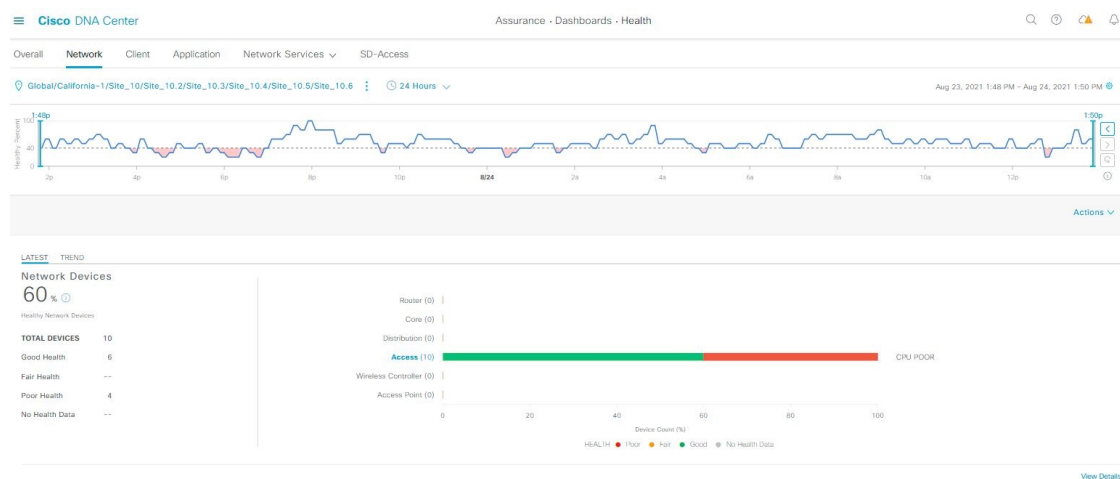 Cisco DNA Center
Assurance · Dashboards · Health
Overall Network Client Application Network Services SD-Access
Global/California-1/Site_10/Site_10.2/Site_10.3/Site_10.4/Site_10.5/Site_10.6 24 Hours
Aug 23, 2021 1:48 PM - Aug 24, 2021 1:50 PM
1:48p 1:50p
Healthy Percent
100
40
0
2p 4p 6p 8p 10p 8/24 2a 4a 6a 8a 10a 12p
Actions
LATEST TREND
Network Devices
60 %
Healthy Network Devices
TOTAL DEVICES 10
Good Health 6
Fair Health --
Poor Health 4
No Health Data --
Router (0)
Core (0)
Distribution (0)
Access (10) CPU POOR
Wireless Controller (0)
Access Point (0)
0 20 40 60 80 100
Device Count (%)
HEALTH Poor Fair Good No Health Data
View Details